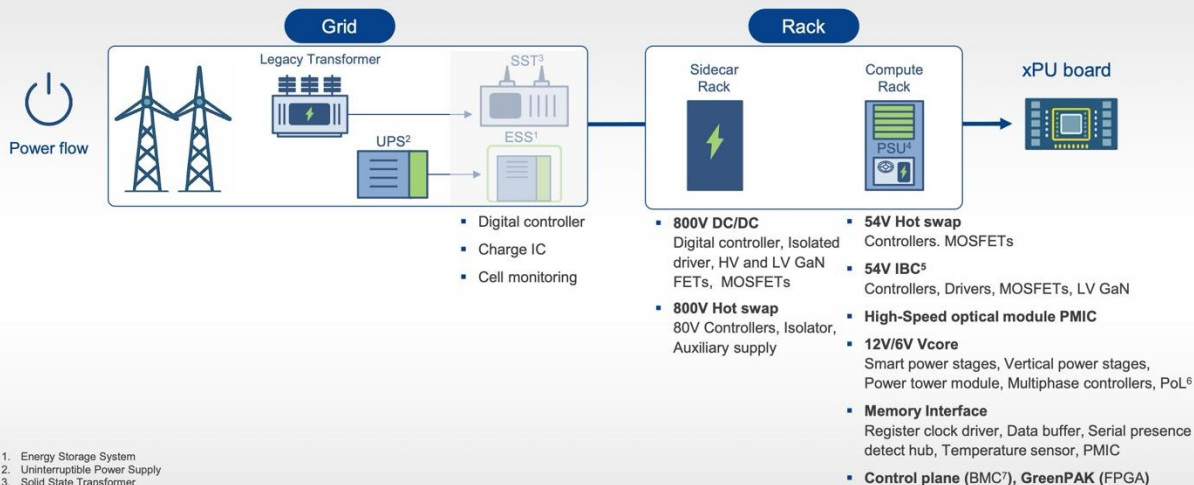 Grid
Rack
Power flow
Legacy Transformer
SST3
UPS2
ESS1
Digital controller
Charge IC
Cell monitoring
Sidecar
Rack
Compute
Rack
PSU4
xPU board
800V DC/DC
Digital controller, Isolated
driver, HV and LV GaN
FETs, MOSFETs
800V Hot swap
80V Controllers, Isolator,
Auxiliary supply
54V Hot swap
Controllers. MOSFETs
54V IBC5
Controllers, Drivers, MOSFETs, LV GaN
High-Speed optical module PMIC
12V/6V Vcore
Smart power stages, Vertical power stages,
Power tower module, Multiphase controllers, PoL6
Memory Interface
Register clock driver, Data buffer, Serial presence
detect hub, Temperature sensor, PMIC
Control plane (BMC7), GreenPAK (FPGA)
1. Energy Storage System
2. Uninterruptible Power Supply
3. Solid State Transformer